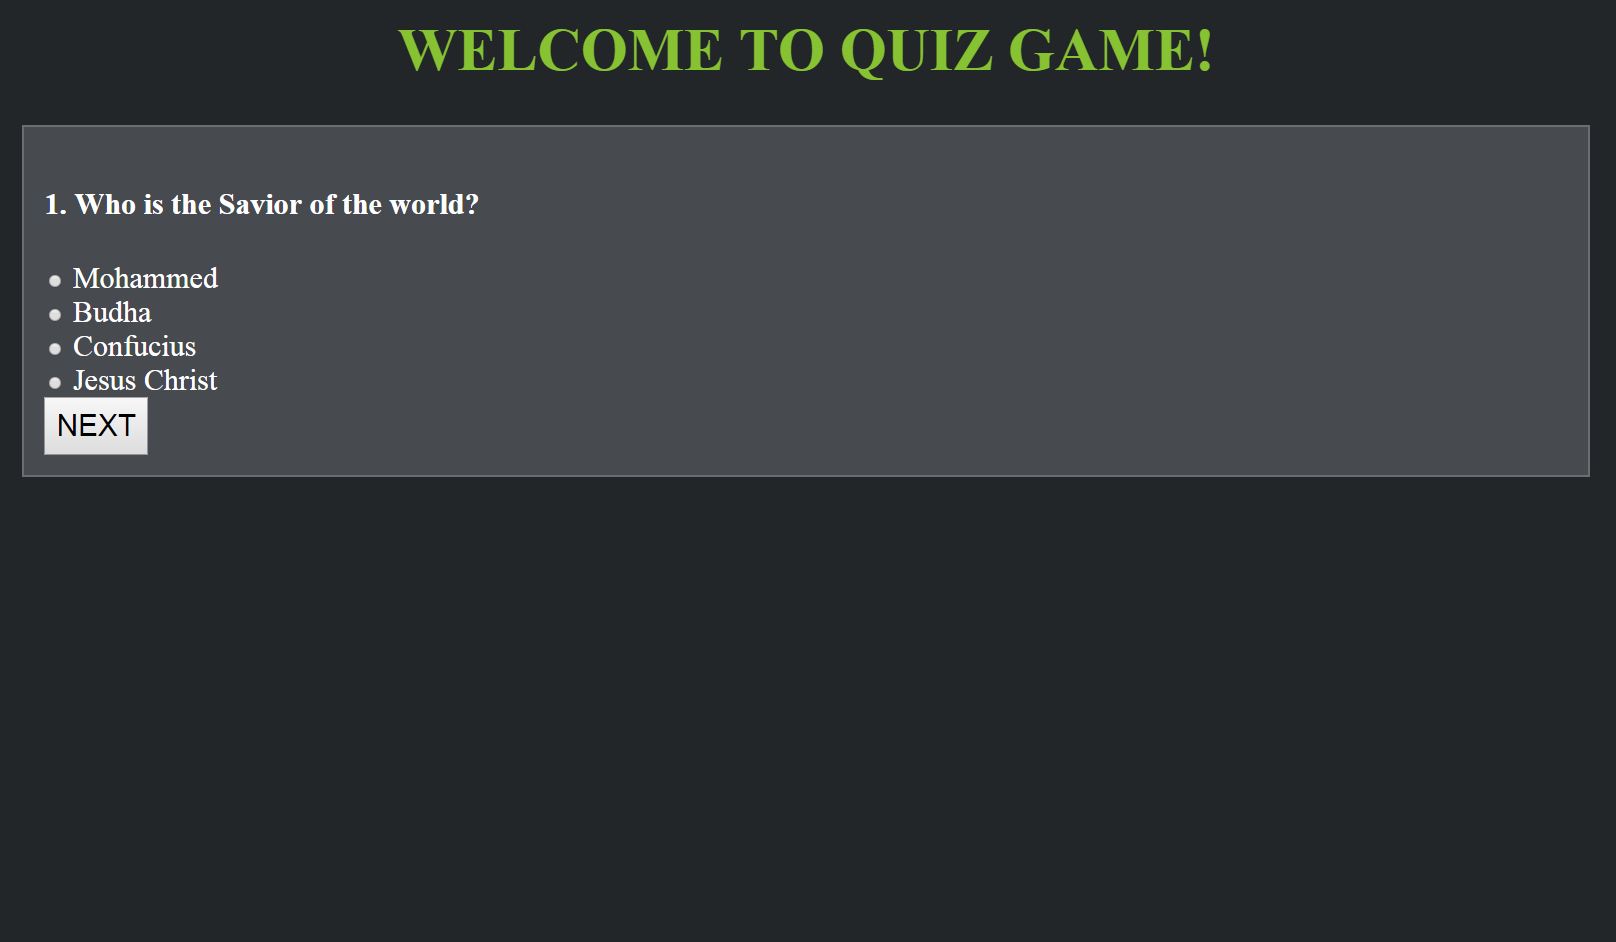 WELCOME TO QUIZ GAME!
1. Who is the Savior of the world?
Mohammed
Budha
Confucius
Jesus Christ
NEXT